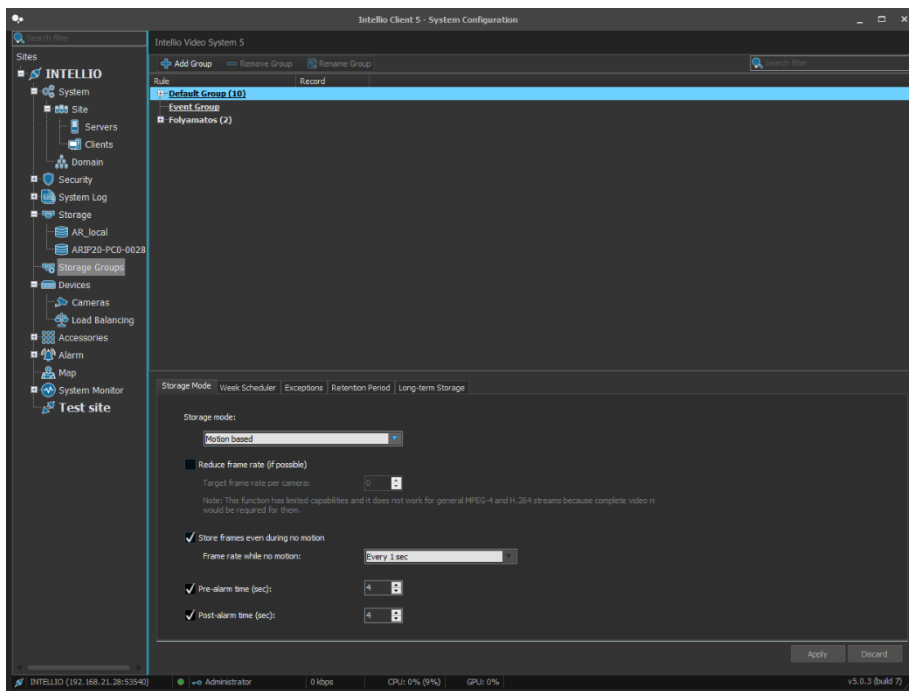 Intellio Client 5 - System Configuration
Search filter
Sites
INTELLIO
System
Site
Servers
Clients
Domain
Security
System Log
Storage
AR_local
ARIP20-PC0-0028
Storage Groups
Devices
Cameras
Load Balancing
Accessories
Alarm
Map
System Monitor
Test site
Intellio Video System 5
Add Group Remove Group Rename Group Search filter
Rule Record
Default Group (10)
Event Group
Folyamatos (2)
Storage Mode Week Scheduler Exceptions Retention Period Long-term Storage
Storage mode:
Motion based
Reduce frame rate (if possible)
Target frame rate per camera: 0
Note: This function has limited capabilities and it does not work for general MPEG-4 and H.264 streams because complete video re
would be required for them.
Store frames even during no motion
Frame rate while no motion: Every 1 sec
Pre-alarm time (sec): 4
Post-alarm time (sec): 4
Apply Discard
INTELLIO (192.168.21.28:53540) Administrator 0 kbps CPU: 0% (9%) GPU: 0% v5.0.3 (build 7)